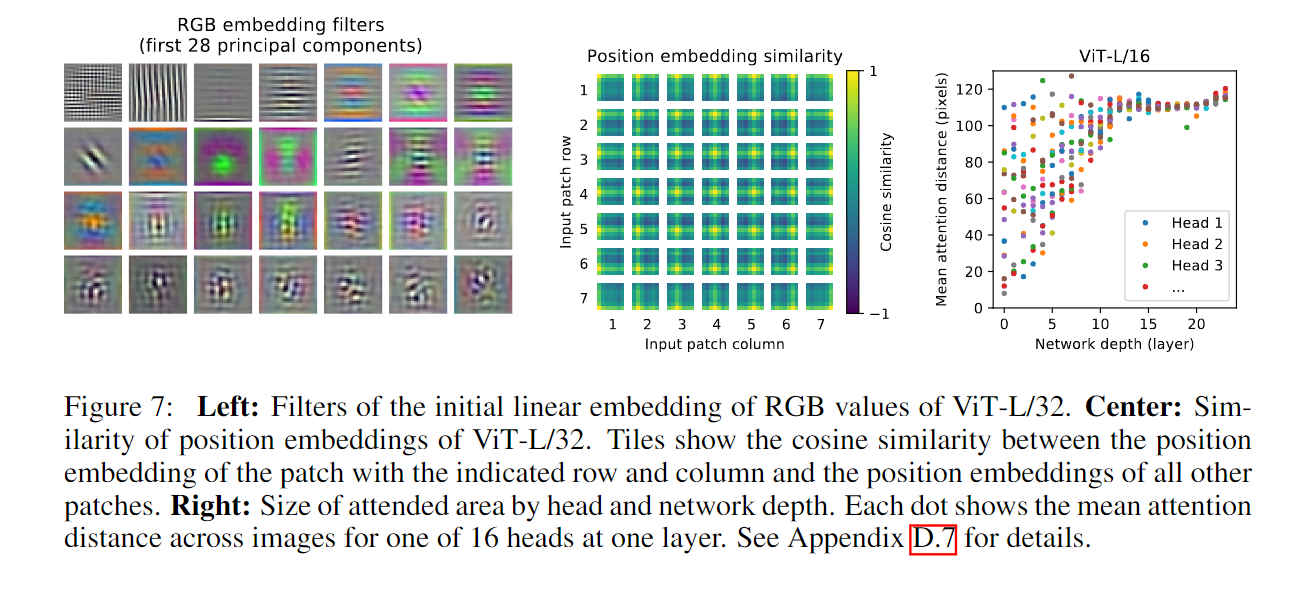 RGB embedding filters
(first 28 principal components)
Position embedding similarity
1
2
3
4
5
6
7
Input patch row
1 2 3 4 5 6 7
Input patch column
1
−1
Cosine similarity
ViT-L/16
Mean attention distance (pixels)
120
100
80
60
40
20
0
0 5 10 15 20
Network depth (layer)
Head 1
Head 2
Head 3
...
Figure 7: Left: Filters of the initial linear embedding of RGB values of ViT-L/32. Center: Sim-
ilarity of position embeddings of ViT-L/32. Tiles show the cosine similarity between the position
embedding of the patch with the indicated row and column and the position embeddings of all other
patches. Right: Size of attended area by head and network depth. Each dot shows the mean attention
distance across images for one of 16 heads at one layer. See Appendix D.7 for details.